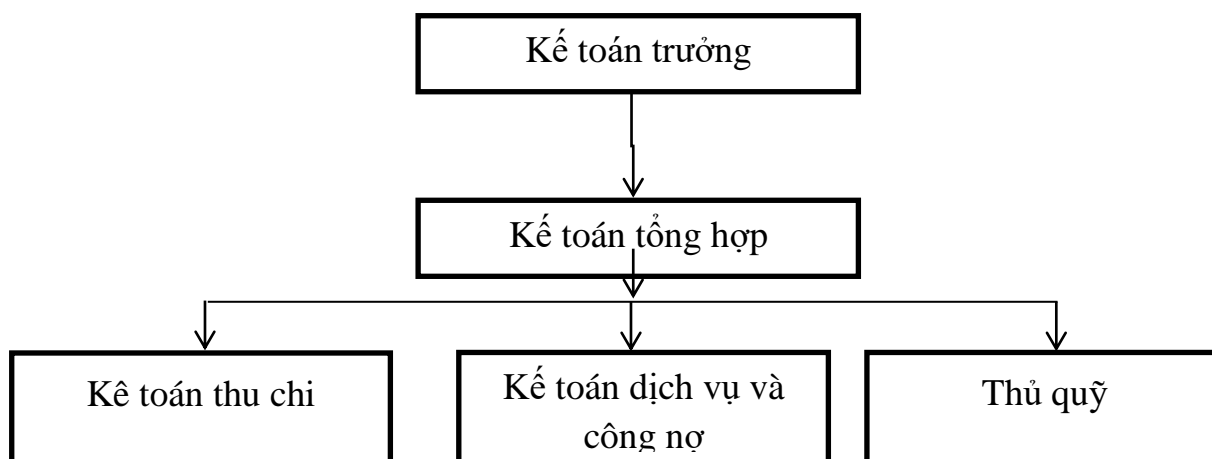 Kế toán trưởng
Kế toán tổng hợp
Kê toán thu chi
Kế toán dịch vụ và
công nợ
Thủ quỹ